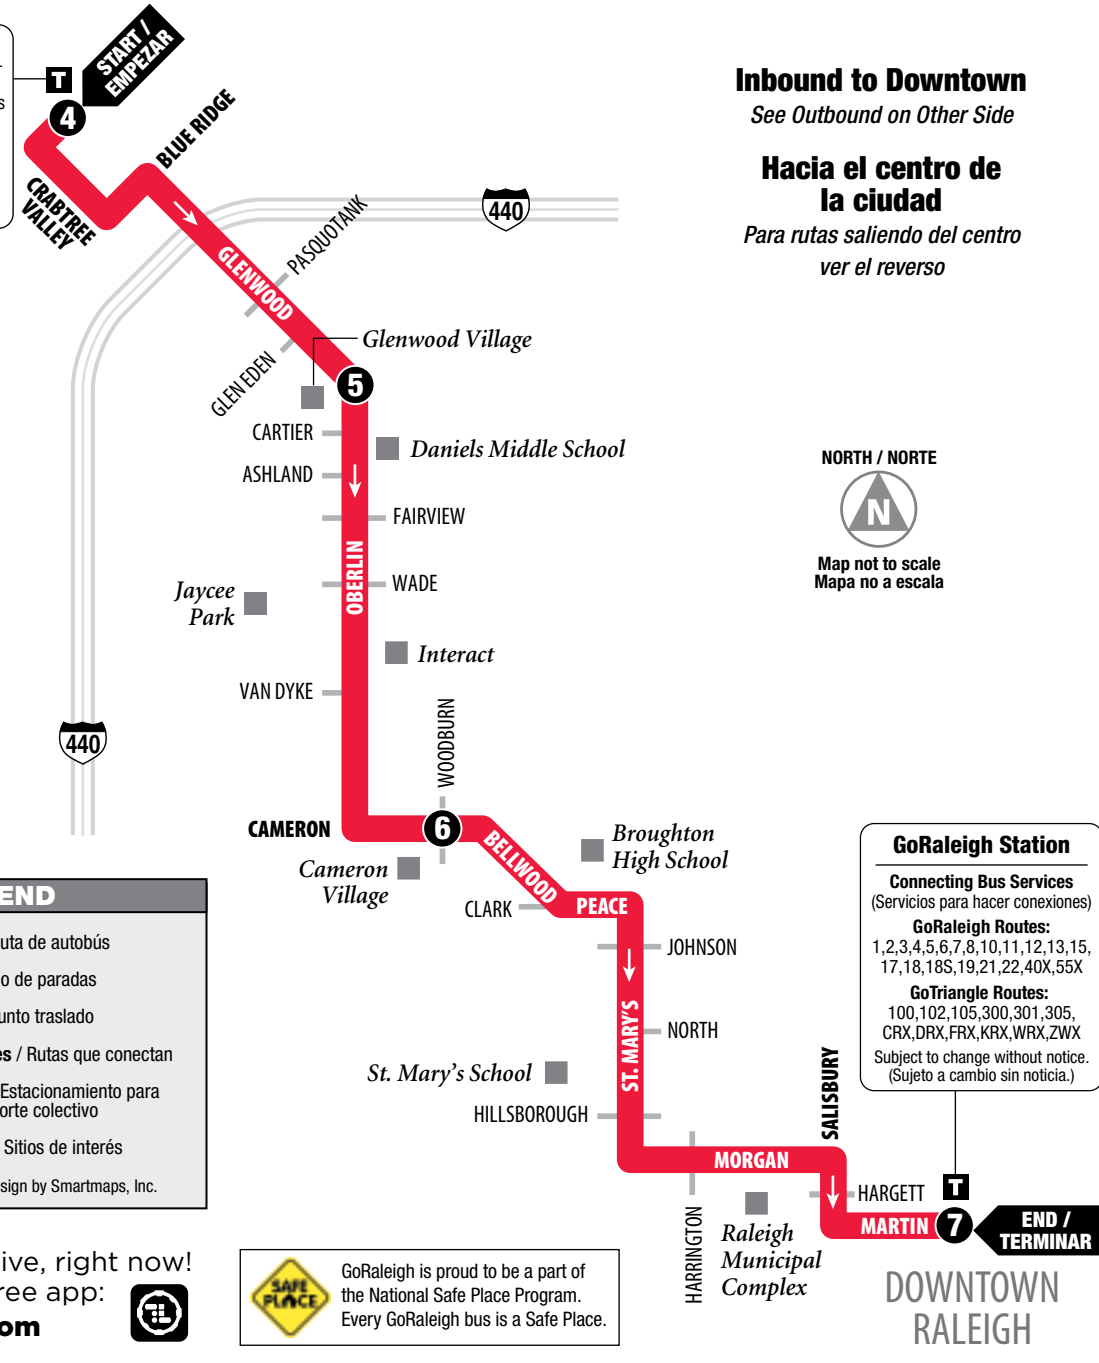 START /
EMPEZAR
T
4
BLUE RIDGE
CRABTREE
VALLEY
Inbound to Downtown
See Outbound on Other Side
Hacia el centro de
la ciudad
Para rutas saliendo del centro
ver el reverso
440
PASQUOTANK
GLENWOOD
GLEN EDEN
Glenwood Village
5
CARTIER
Daniels Middle School
ASHLAND
FAIRVIEW
OBERLIN
WADE
Jaycee
Park
Interact
VAN DYKE
NORTH / NORTE
N
Map not to scale
Mapa no a escala
440
WOODBURN
CAMERON
6
BELLWOOD
Cameron
Village
Broughton
High School
CLARK
PEACE
JOHNSON
ST. MARY'S
NORTH
St. Mary's School
HILLSBOROUGH
SALISBURY
MORGAN
HARGETT
HARRINGTON
Raleigh
Municipal
Complex
MARTIN
7
T
END /
TERMINAR
DOWNTOWN
RALEIGH
GoRaleigh Station
Connecting Bus Services
(Servicios para hacer conexiones)
GoRaleigh Routes:
1,2,3,4,5,6,7,8,10,11,12,13,15,
17,18,18S,19,21,22,40X,55X
GoTriangle Routes:
100,102,105,300,301,305,
CRX,DRX,FRX,KRX,WRX,ZWX
Subject to change without notice.
(Sujeto a cambio sin noticia.)
END
uta de autobús
o de paradas
unto traslado
es / Rutas que conectan
Estacionamiento para
orte colectivo
Sitios de interés
sign by Smartmaps, Inc.
ive, right now!
ree app:
om
SAFE
PLACE
GoRaleigh is proud to be a part of
the National Safe Place Program.
Every GoRaleigh bus is a Safe Place.